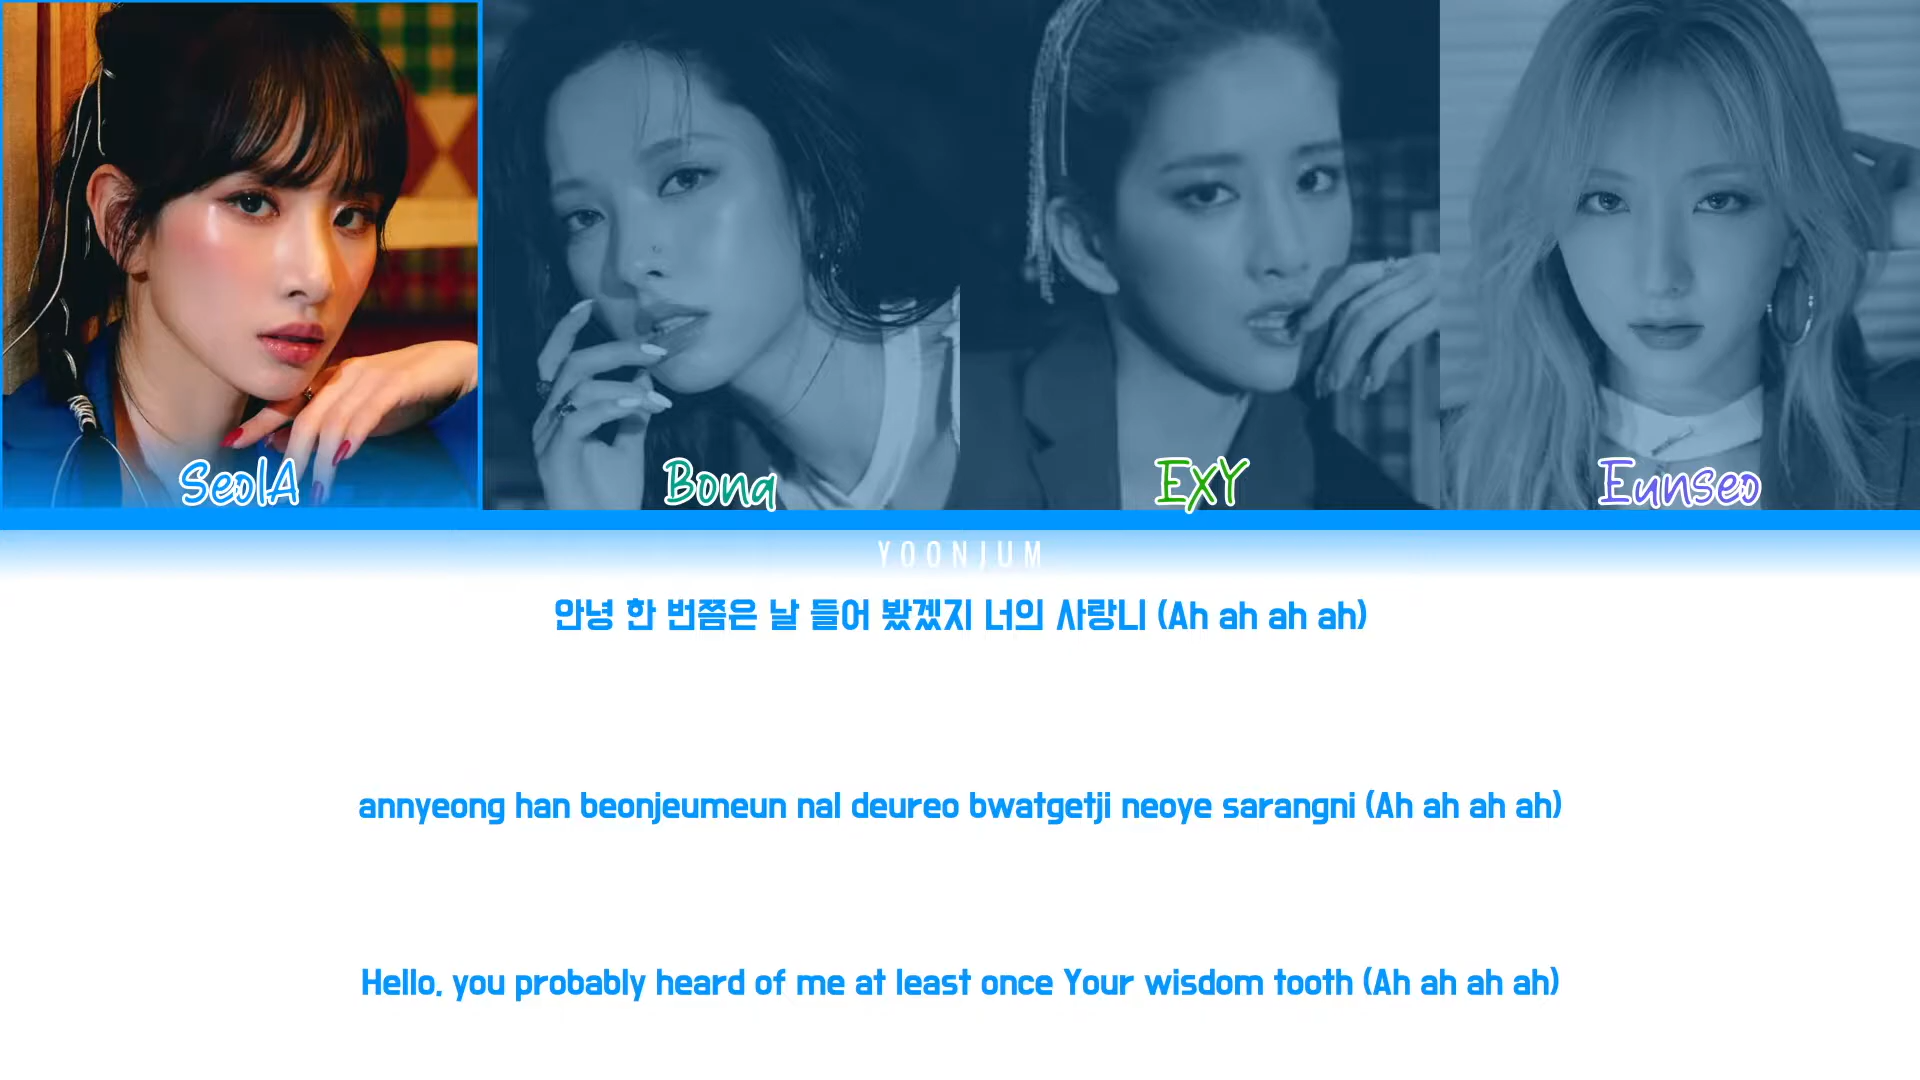 SeolA
Bona
EXY
Eunseo
YOONJUM
안녕 한 번쯤은 날 들어 봤겠지 너의 사랑니 (Ah ah ah ah)
annyeong han beonjeumeun nal deureo bwatgetji neoye sarangni (Ah ah ah ah)
Hello, you probably heard of me at least once Your wisdom tooth (Ah ah ah ah)